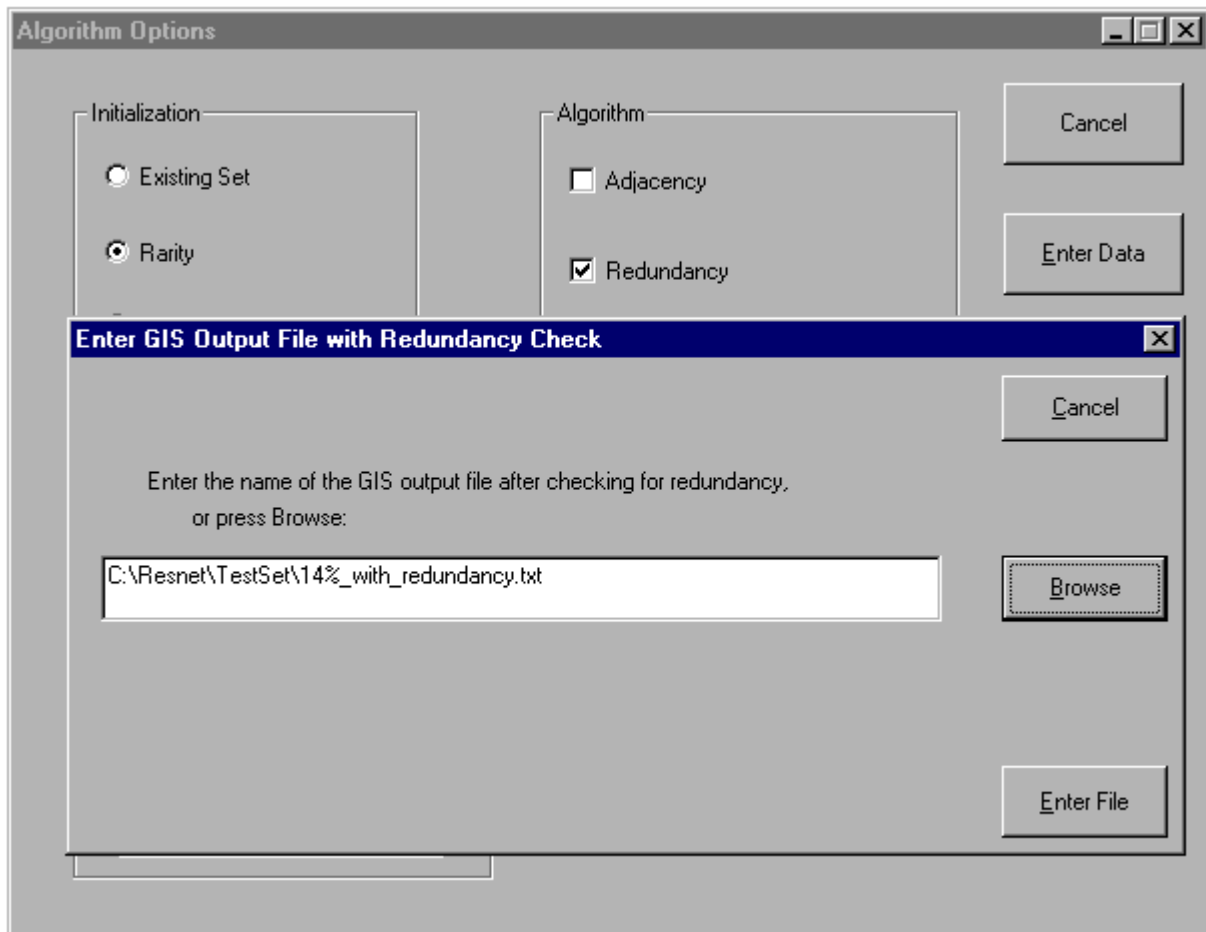 Algorithm Options
Initialization
Algorithm
Cancel
Existing Set
Adjacency
Rarity
Redundancy
Enter Data
Enter GIS Output File with Redundancy Check
Cancel
Enter the name of the GIS output file after checking for redundancy,
or press Browse:
C:\Resnet\TestSet\14%_with_redundancy.txt
Browse
Enter File